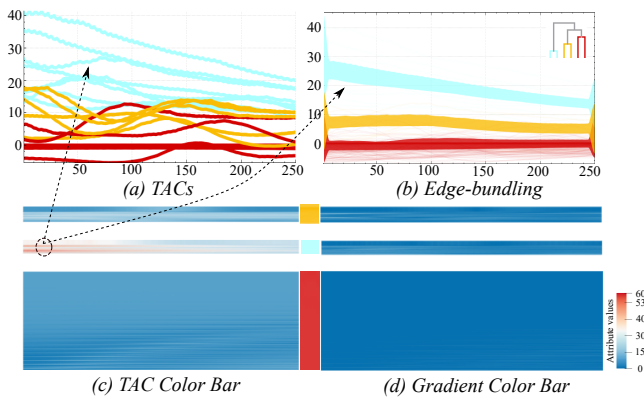 40
30
20
10
0
50 100 150 200 250
(a) TACs
40
30
20
10
0
50 100 150 200 250
(b) Edge-bundling
Attribute values
60
53
45
30
15
0
(c) TAC Color Bar
(d) Gradient Color Bar